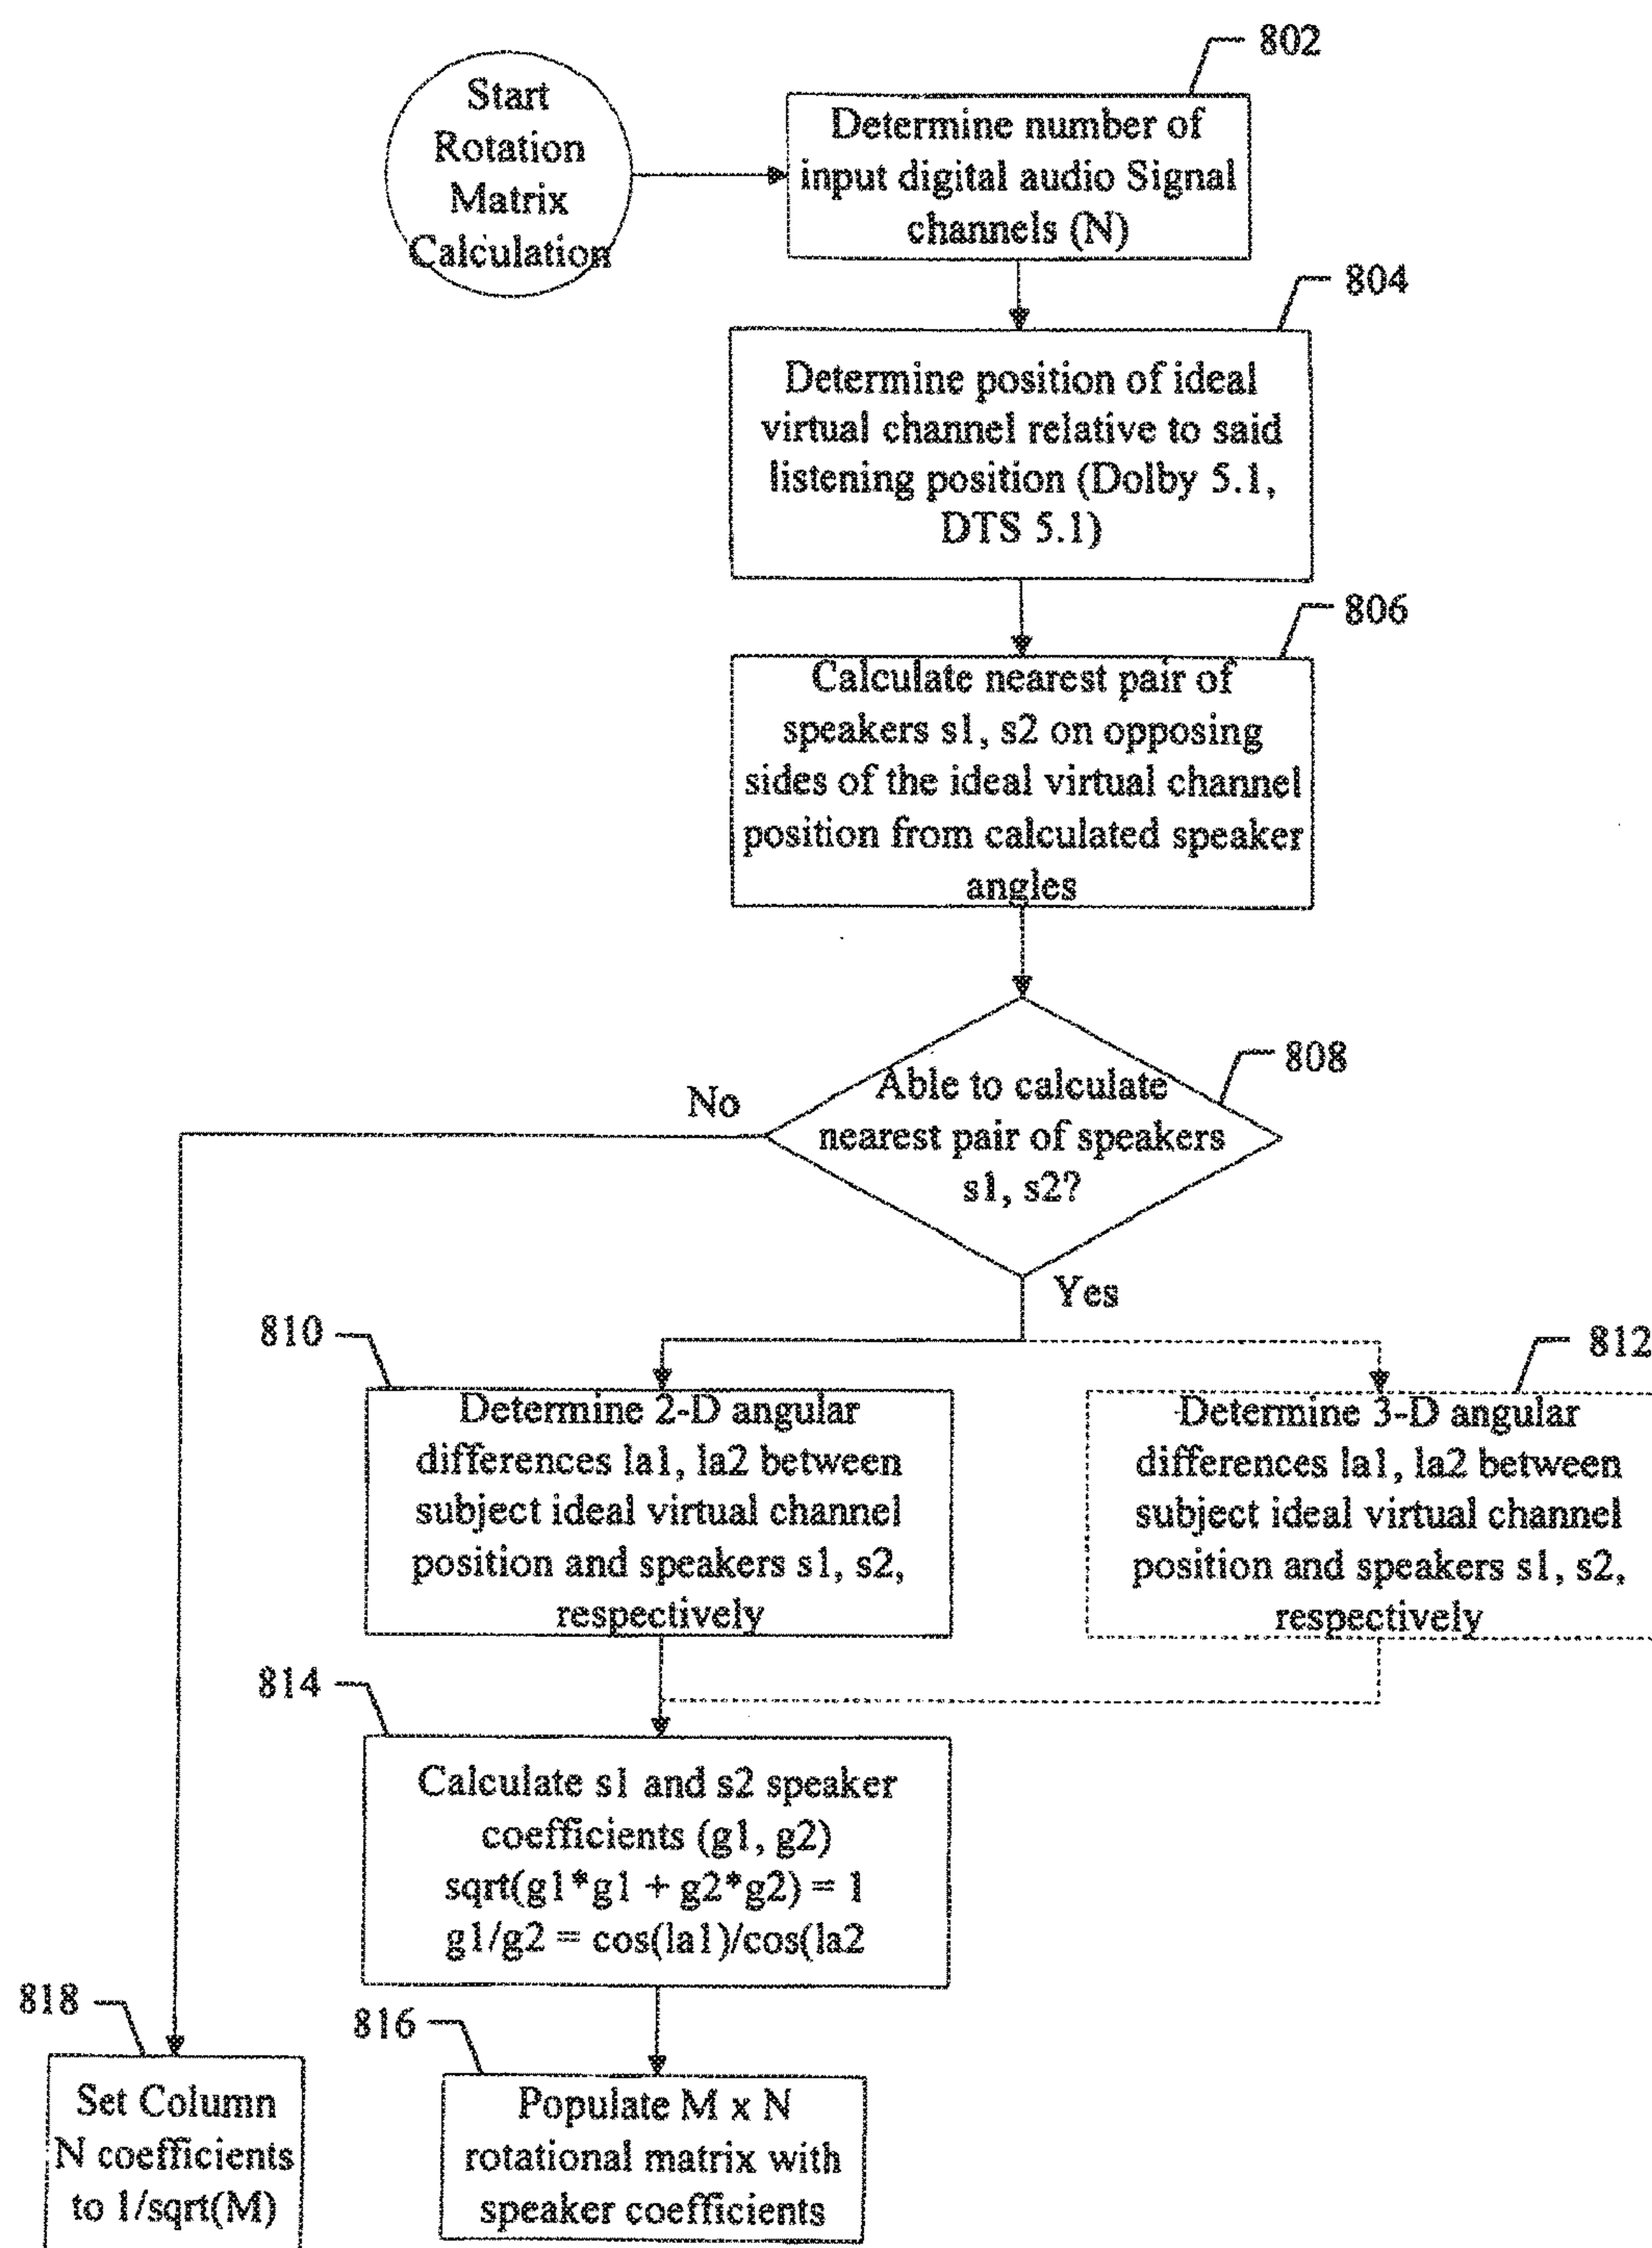 Start
Rotation
Matrix
Calculation
802
Determine number of
input digital audio Signal
channels (N)
804
Determine position of ideal
virtual channel relative to said
listening position (Dolby 5.1,
DTS 5.1)
806
Calculate nearest pair of
speakers s1, s2 on opposing
sides of the ideal virtual channel
position from calculated speaker
angles
808
Able to calculate
nearest pair of speakers
s1, s2?
No
Yes
810
Determine 2-D angular
differences la1, la2 between
subject ideal virtual channel
position and speakers s1, s2,
respectively
812
Determine 3-D angular
differences la1, la2 between
subject ideal virtual channel
position and speakers s1, s2,
respectively
814
Calculate s1 and s2 speaker
coefficients (g1, g2)
sqrt(g1*g1 + g2*g2) = 1
g1/g2 = cos(la1)/cos(la2
818
Set Column
N coefficients
to 1/sqrt(M)
816
Populate M x N
rotational matrix with
speaker coefficients